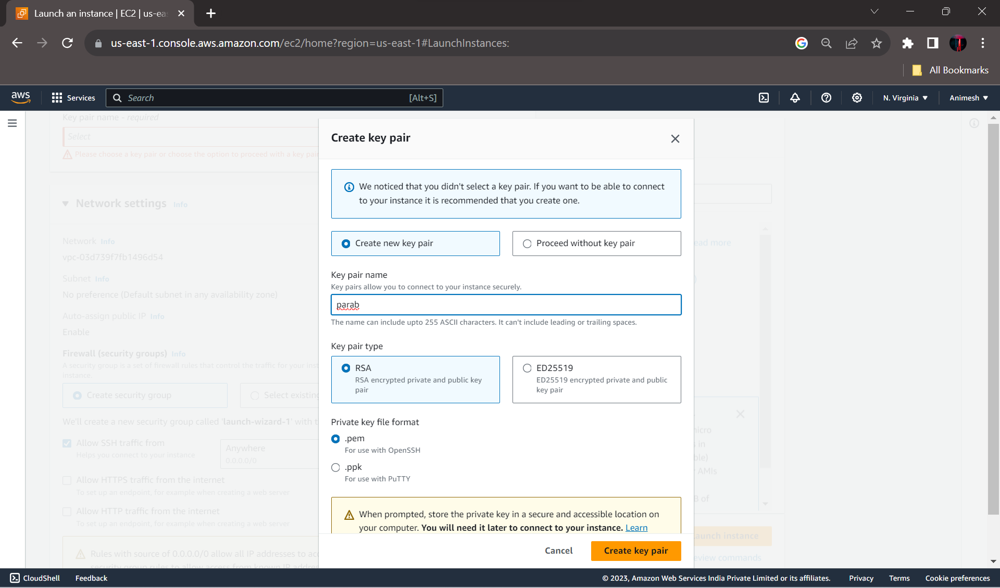 Launch an instance | EC2 | us-ea
us-east-1.console.aws.amazon.com/ec2/home?region=us-east-1#LaunchInstances:
All Bookmarks
aws
Services
Search
[Alt+S]
N. Virginia
Animesh
Key pair name - required
Select
Please choose a key pair or choose the option to proceed with a key pai
Network settings Info
Network Info
vpc-03d739f7fb1496d54
Subnet Info
No preference (Default subnet in any availability zone)
Auto-assign public IP Info
Enable
Firewall (security groups) Info
A security group is a set of firewall rules that control the traffic for your inst
instance.
Create security group
Select existing
We'll create a new security group called 'launch-wizard-1' with t
Allow SSH traffic from
Helps you connect to your instance
Anywhere
0.0.0.0/0
Allow HTTPS traffic from the internet
To set up an endpoint, for example when creating a web server
Allow HTTP traffic from the internet
To set up an endpoint, for example when creating a web server
Rules with source of 0.0.0.0/0 allow all IP addresses to ac
security group rules to allow access from known IP addres
Create key pair
We noticed that you didn't select a key pair. If you want to be able to connect
to your instance it is recommended that you create one.
Create new key pair
Proceed without key pair
Key pair name
Key pairs allow you to connect to your instance securely.
parab
The name can include upto 255 ASCII characters. It can't include leading or trailing spaces.
Key pair type
RSA
RSA encrypted private and public key
pair
ED25519
ED25519 encrypted private and public
key pair
Private key file format
.pem
For use with OpenSSH
.ppk
For use with PuTTY
When prompted, store the private key in a secure and accessible location on
your computer. You will need it later to connect to your instance. Learn
Cancel
Create key pair
ead more
icro
in
ble)
AMIs
B of
aunch instance
eview commands
CloudShell
Feedback
© 2023, Amazon Web Services India Private Limited or its affiliates.
Privacy
Terms
Cookie preferences